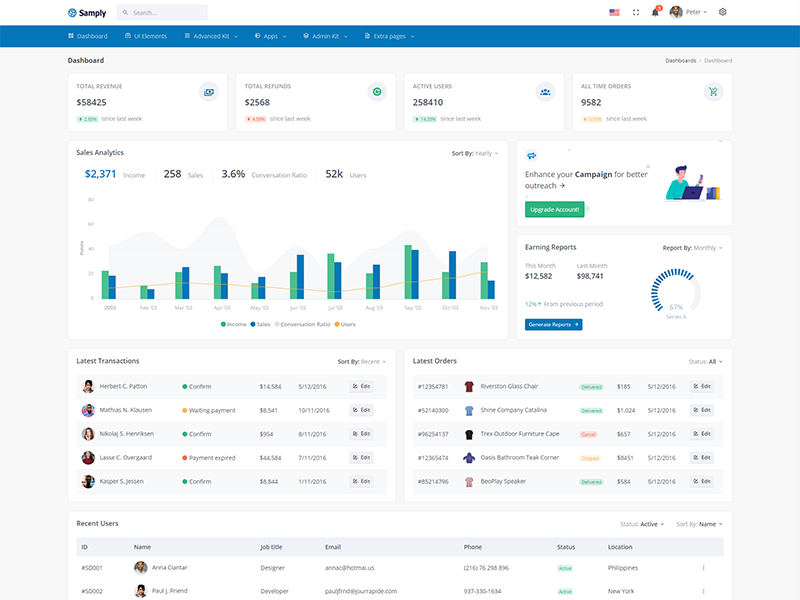 Samply
Search...
Peter
Dashboard UI Elements Advanced Kit Apps Admin Kit Extra pages
Dashboard
Dashboards / Dashboard
TOTAL REVENUE
$58425
since last week
TOTAL REFUNDS
$2568
since last week
ACTIVE USERS
258410
since last week
ALL TIME ORDERS
9582
since last week
Sales Analytics
Sort By: Yearly
$2,371 Income 258 Sales 3.6% Conversation Ratio 52k Users
80
60
40
20
0
Points
2003 Feb '03 Mar '03 Apr '03 May '03 Jun '03 Jul '03 Aug '03 Sep '03 Oct '03 Nov '03
Income Sales Conversation Ratio Users
Enhance your Campaign for better
outreach →
Upgrade Account!
Earning Reports
Report By: Monthly
This Month Last Month
$12,582 $98,741
12% From previous period
Generate Reports →
67%
Series A
Latest Transactions
Sort By: Recent
Herbert C. Patton Confirm $14,584 5/12/2016 Edit
Mathias N. Klausen Waiting payment $8,541 10/11/2016 Edit
Nikolaj S. Henriksen Confirm $954 8/11/2016 Edit
Lasse C. Overgaard Payment expired $44,584 7/11/2016 Edit
Kasper S. Jessen Confirm $8,844 1/11/2016 Edit
Latest Orders
Status: All
#12354781 Riverston Glass Chair Delivered $185 5/12/2016 Edit
#52140300 Shine Company Catalina Delivered $1,024 5/12/2016 Edit
#96254137 Trex Outdoor Furniture Cape Cancel $657 5/12/2016 Edit
#12365474 Oasis Bathroom Teak Corner Shipped $8451 5/12/2016 Edit
#85214796 BeoPlay Speaker Delivered $584 5/12/2016 Edit
Recent Users
Status: Active Sort By: Name
ID Name Job title Email Phone Status Location
#SD001 Anna Ciantar Designer annac@hotmai.us (216) 76 298 896 Active Philippines
#SD002 Paul J. Friend Developer pauljfrnd@jourrapide.com 937-330-1634 Active New York